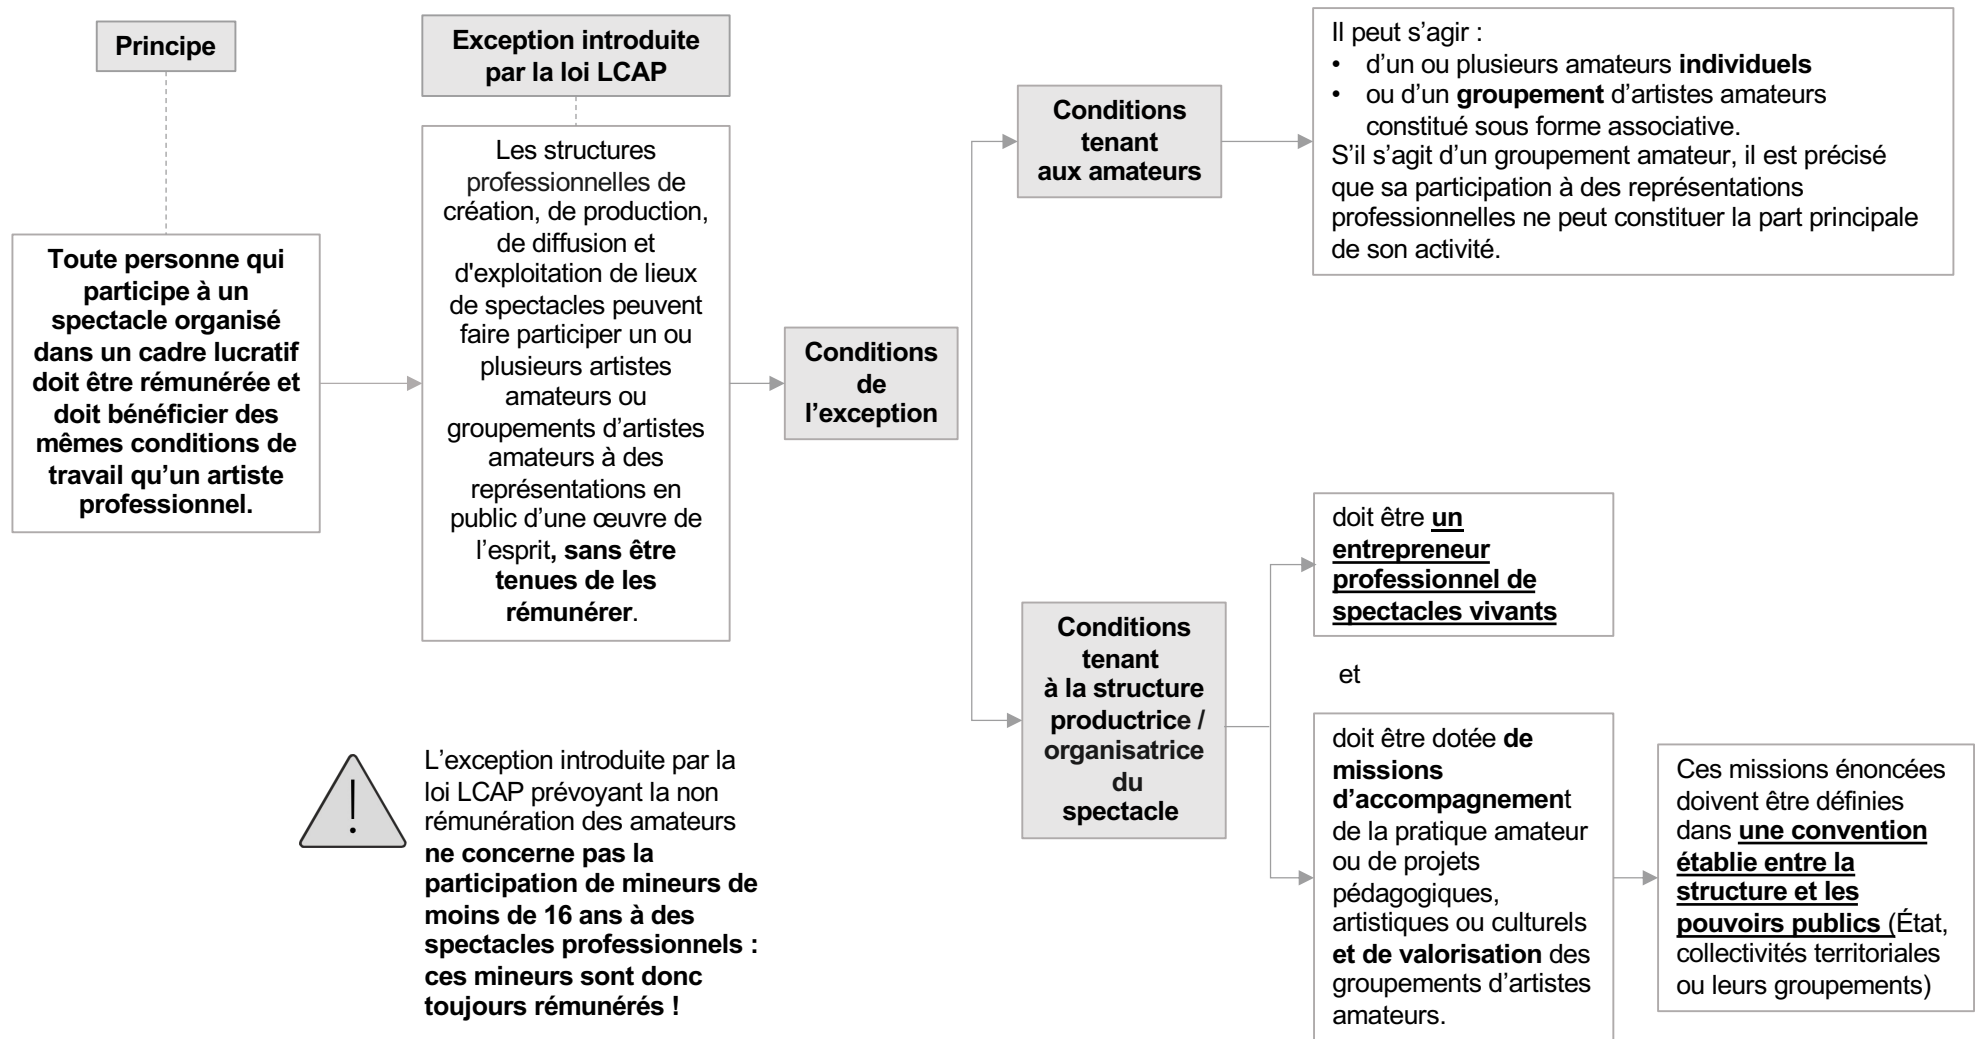 Principe
Toute personne qui
participe à un
spectacle organisé
dans un cadre lucratif
doit être rémunérée et
doit bénéficier des
mêmes conditions de
travail qu’un artiste
professionnel.
Exception introduite
par la loi LCAP
Les structures
professionnelles de
création, de production,
de diffusion et
d'exploitation de lieux
de spectacles peuvent
faire participer un ou
plusieurs artistes
amateurs ou
groupements d’artistes
amateurs à des
représentations en
public d’une œuvre de
l’esprit, sans être
tenues de les
rémunérer.
Conditions
de
l’exception
Conditions
tenant
aux amateurs
Il peut s’agir :
• d’un ou plusieurs amateurs individuels
• ou d’un groupement d’artistes amateurs
constitué sous forme associative.
S’il s’agit d’un groupement amateur, il est précisé
que sa participation à des représentations
professionnelles ne peut constituer la part principale
de son activité.
Conditions
tenant
à la structure
productrice /
organisatrice
du
spectacle
doit être un
entrepreneur
professionnel de
spectacles vivants
et
doit être dotée de
missions
d’accompagnement
de la pratique amateur
ou de projets
pédagogiques,
artistiques ou culturels
et de valorisation des
groupements d’artistes
amateurs.
Ces missions énoncées
doivent être définies
dans une convention
établie entre la
structure et les
pouvoirs publics (État,
collectivités territoriales
ou leurs groupements)
!
L’exception introduite par la
loi LCAP prévoyant la non
rémunération des amateurs
ne concerne pas la
participation de mineurs de
moins de 16 ans à des
spectacles professionnels :
ces mineurs sont donc
toujours rémunérés !